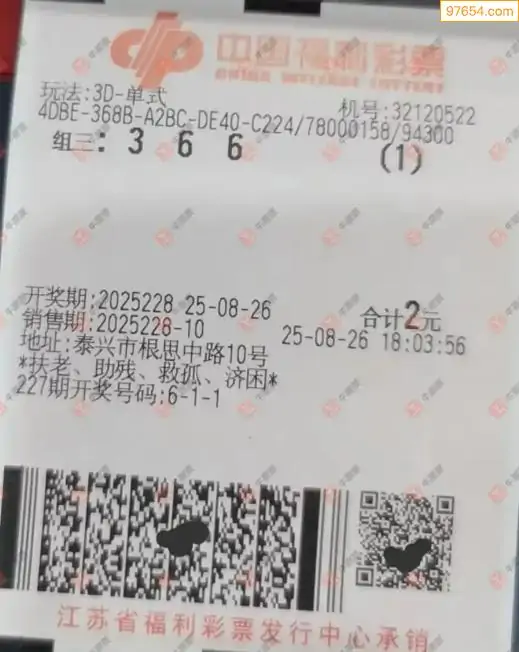 97654.com
中国福利彩票
CHINA WELFARE LOTTERY
玩法:3D-单式
机号:32120522
4DBE-368B-A2BC-DE40-C224/78000158/94300
组三: 3 6 6 (1)
开奖期:2025228 25-08-26
合计2元
销售期:2025228-10
25-08-26 18:03:56
地址:泰兴市根思中路10号
*扶老、助残、救孤、济困*
227期开奖号码:6-1-1
江苏省福利彩票发行中心承销